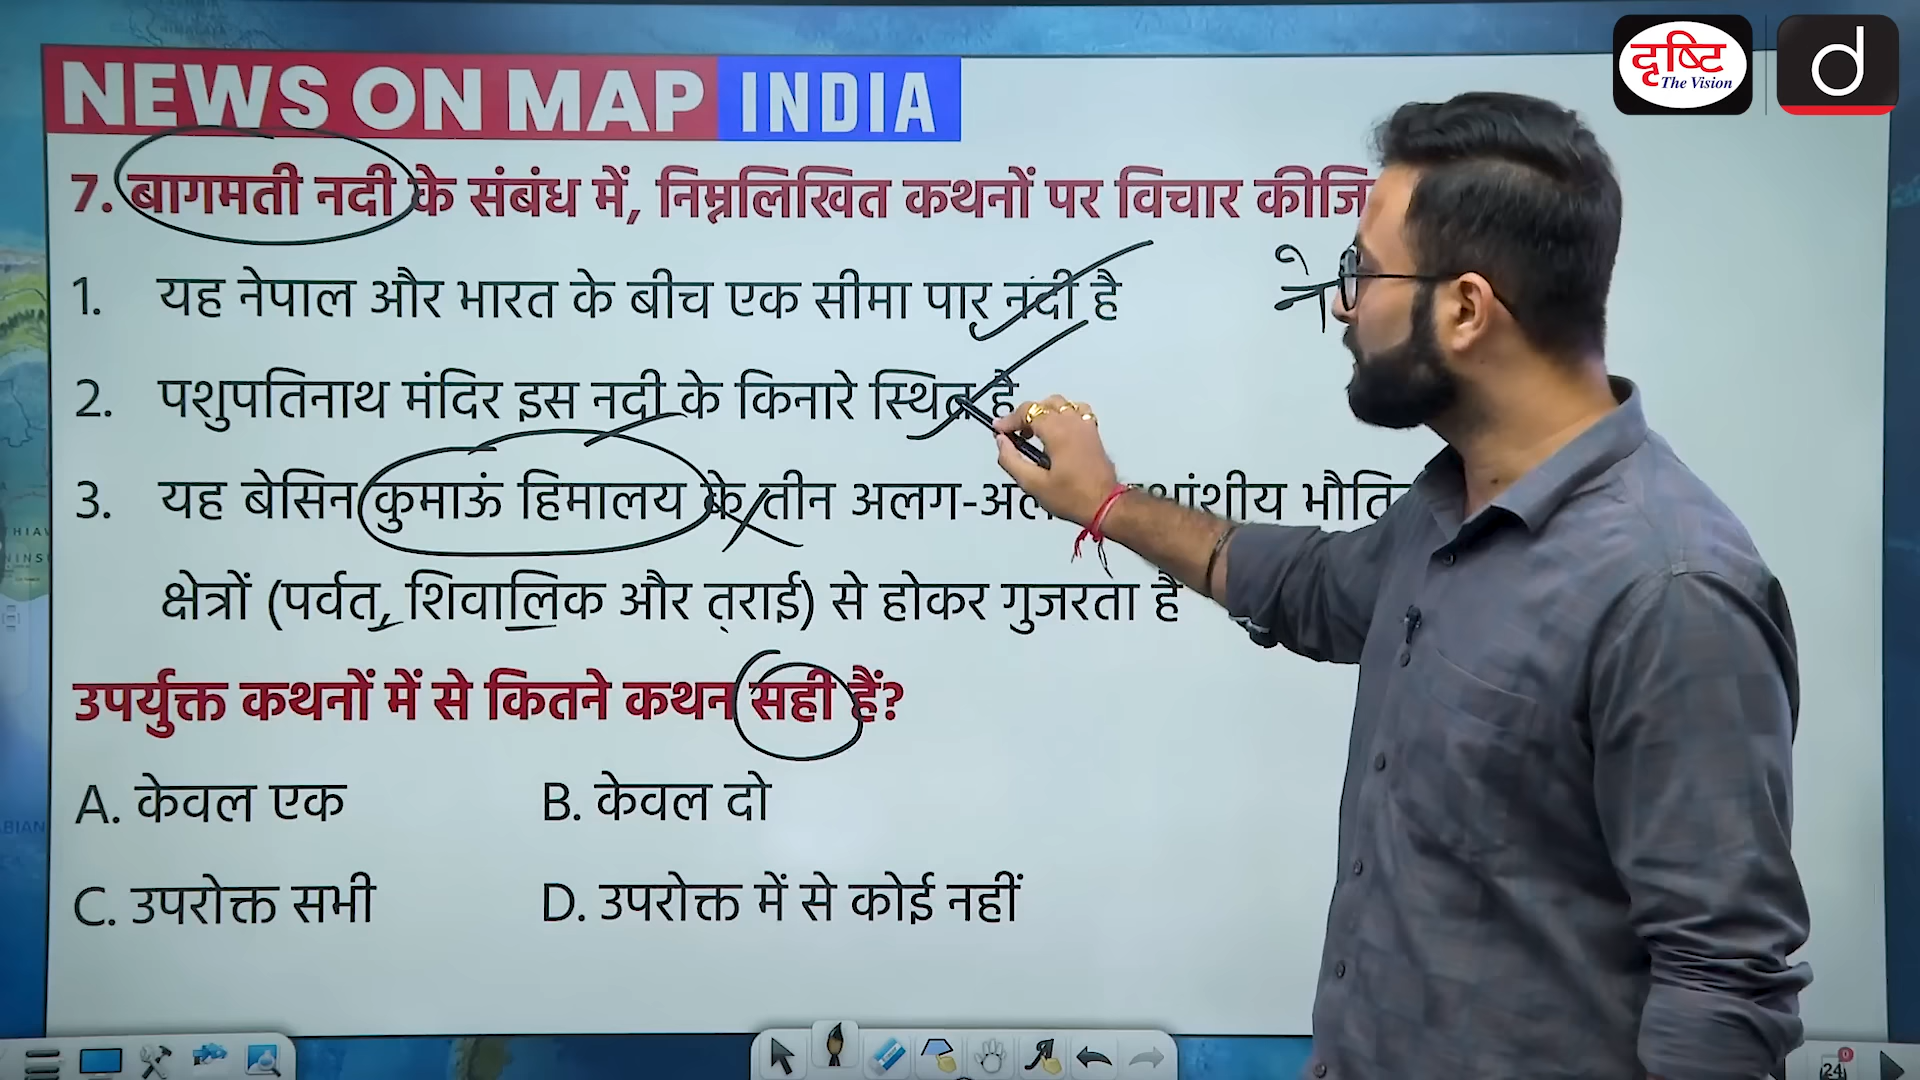 दृष्टि
The Vision
d
NEWS ON MAP INDIA
7. बागमती नदी के संबंध में, निम्नलिखित कथनों पर विचार
1. यह नेपाल और भारत के बीच एक सीमा पार नदी है
ने
2. पशुपतिनाथ मंदिर इस नदी के किनारे स्थित है
3. यह बेसिन कुमाऊं हिमालय के तीन
क्षेत्रों (पर्वत, शिवालिक और तराई) से होकर गुजरता है
उपर्युक्त कथनों में से कितने कथन सही हैं?
A. केवल एक B. केवल दो
C. उपरोक्त सभी D. उपरोक्त में से कोई नहीं
24